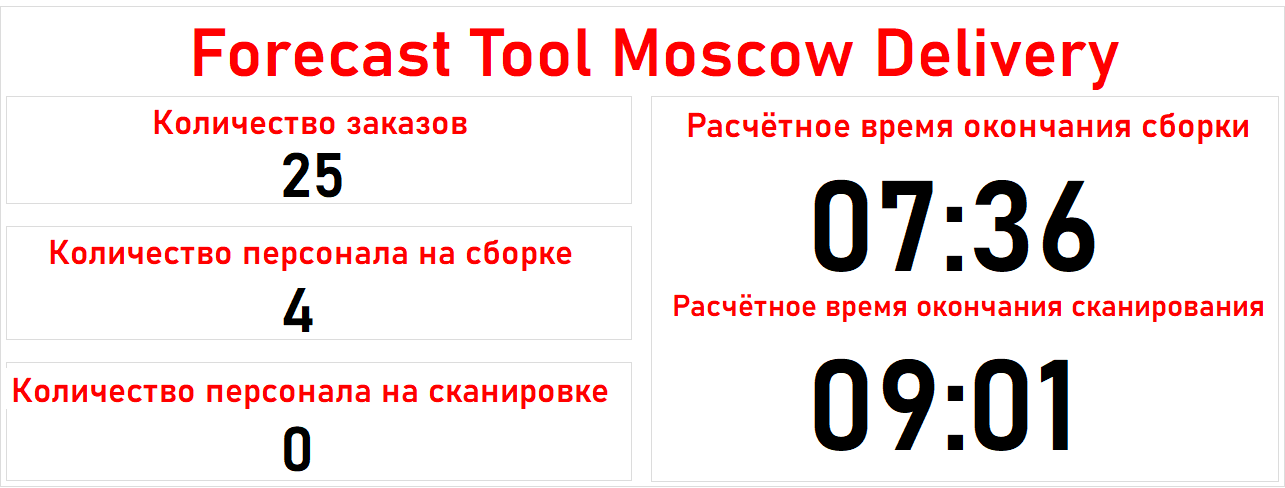 Forecast Tool Moscow Delivery
Количество заказов
25
Количество персонала на сборке
4
Количество персонала на сканировке
0
Расчётное время окончания сборки
07:36
Расчётное время окончания сканирования
09:01